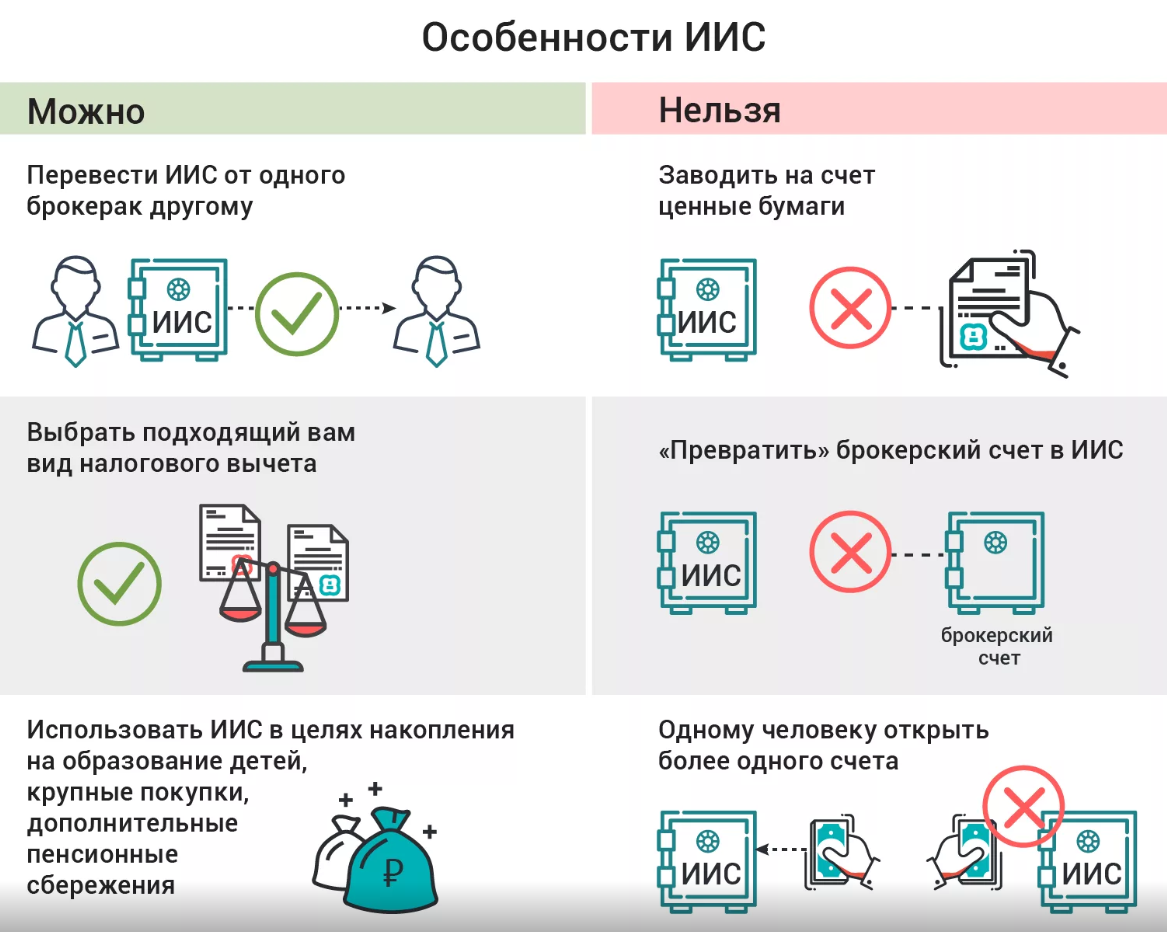 Особенности ИИС
Можно
Нельзя
Перевести ИИС от одного
брокерак другому
ИИС
Заводить на счет
ценные бумаги
ИИС
Выбрать подходящий вам
вид налогового вычета
«Превратить» брокерский счет в ИИС
ИИС
брокерский
счет
Использовать ИИС в целях накопления
на образование детей,
крупные покупки,
дополнительные
пенсионные
сбережения
₽
Одному человеку открыть
более одного счета
ИИС
ИИС